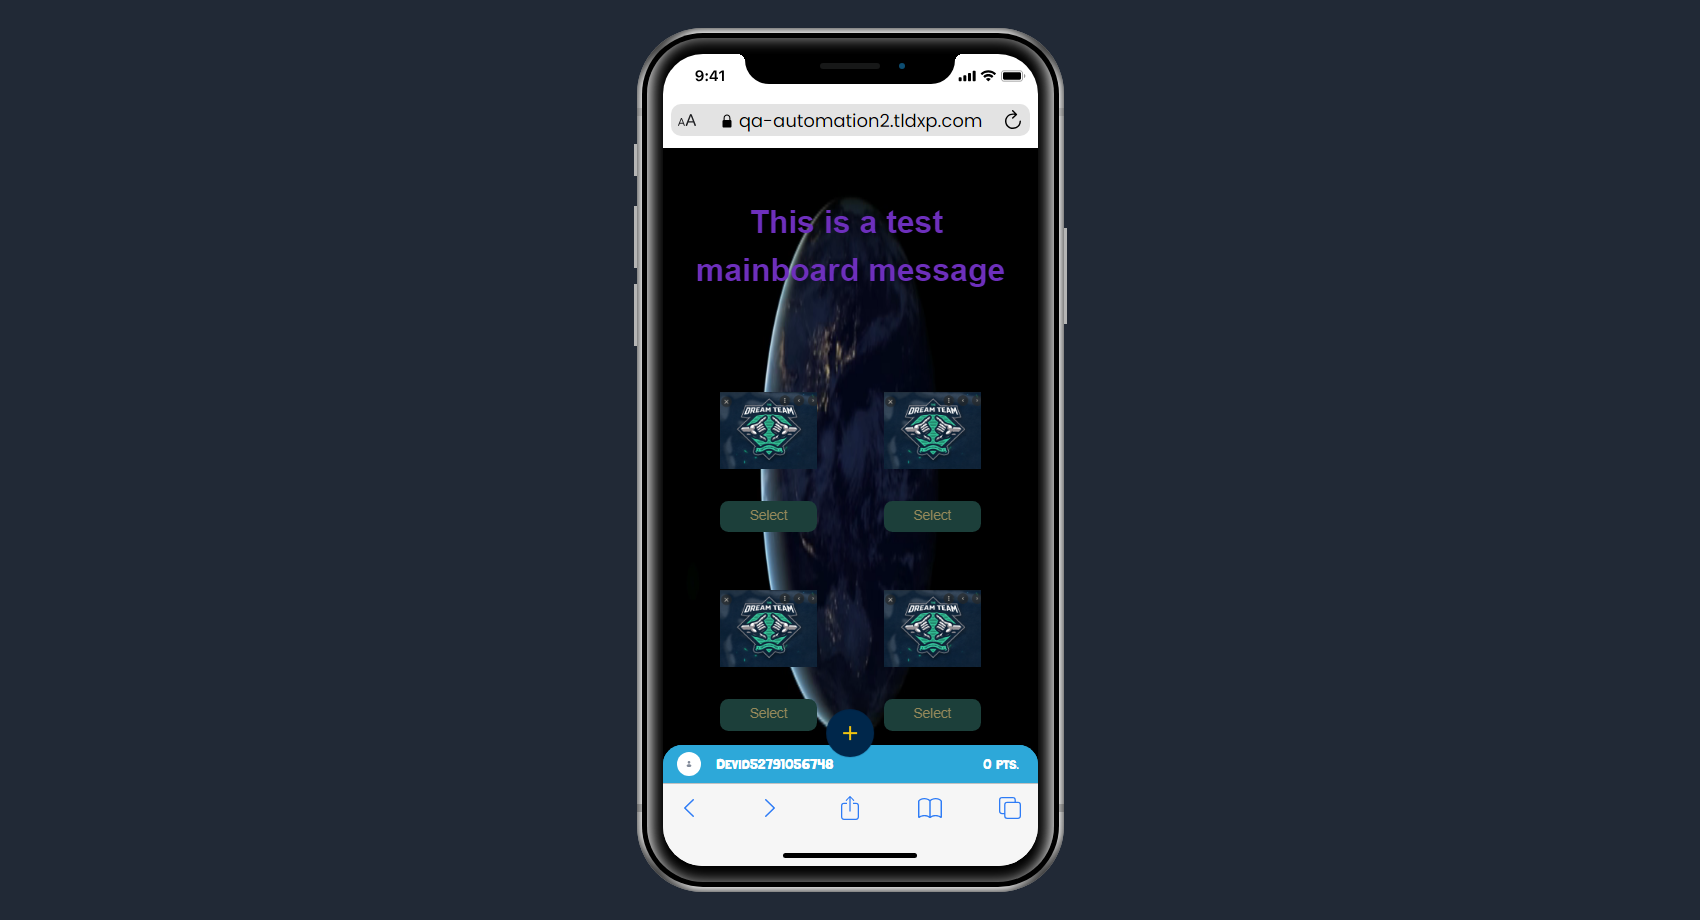 9:41
AA
qa-automation2.tldxp.com
This is a test
mainboard message
DREAM TEAM
DREAM TEAM
Select
Select
DREAM TEAM
DREAM TEAM
Select
Select
+
Devid52791056748
0 PTS.